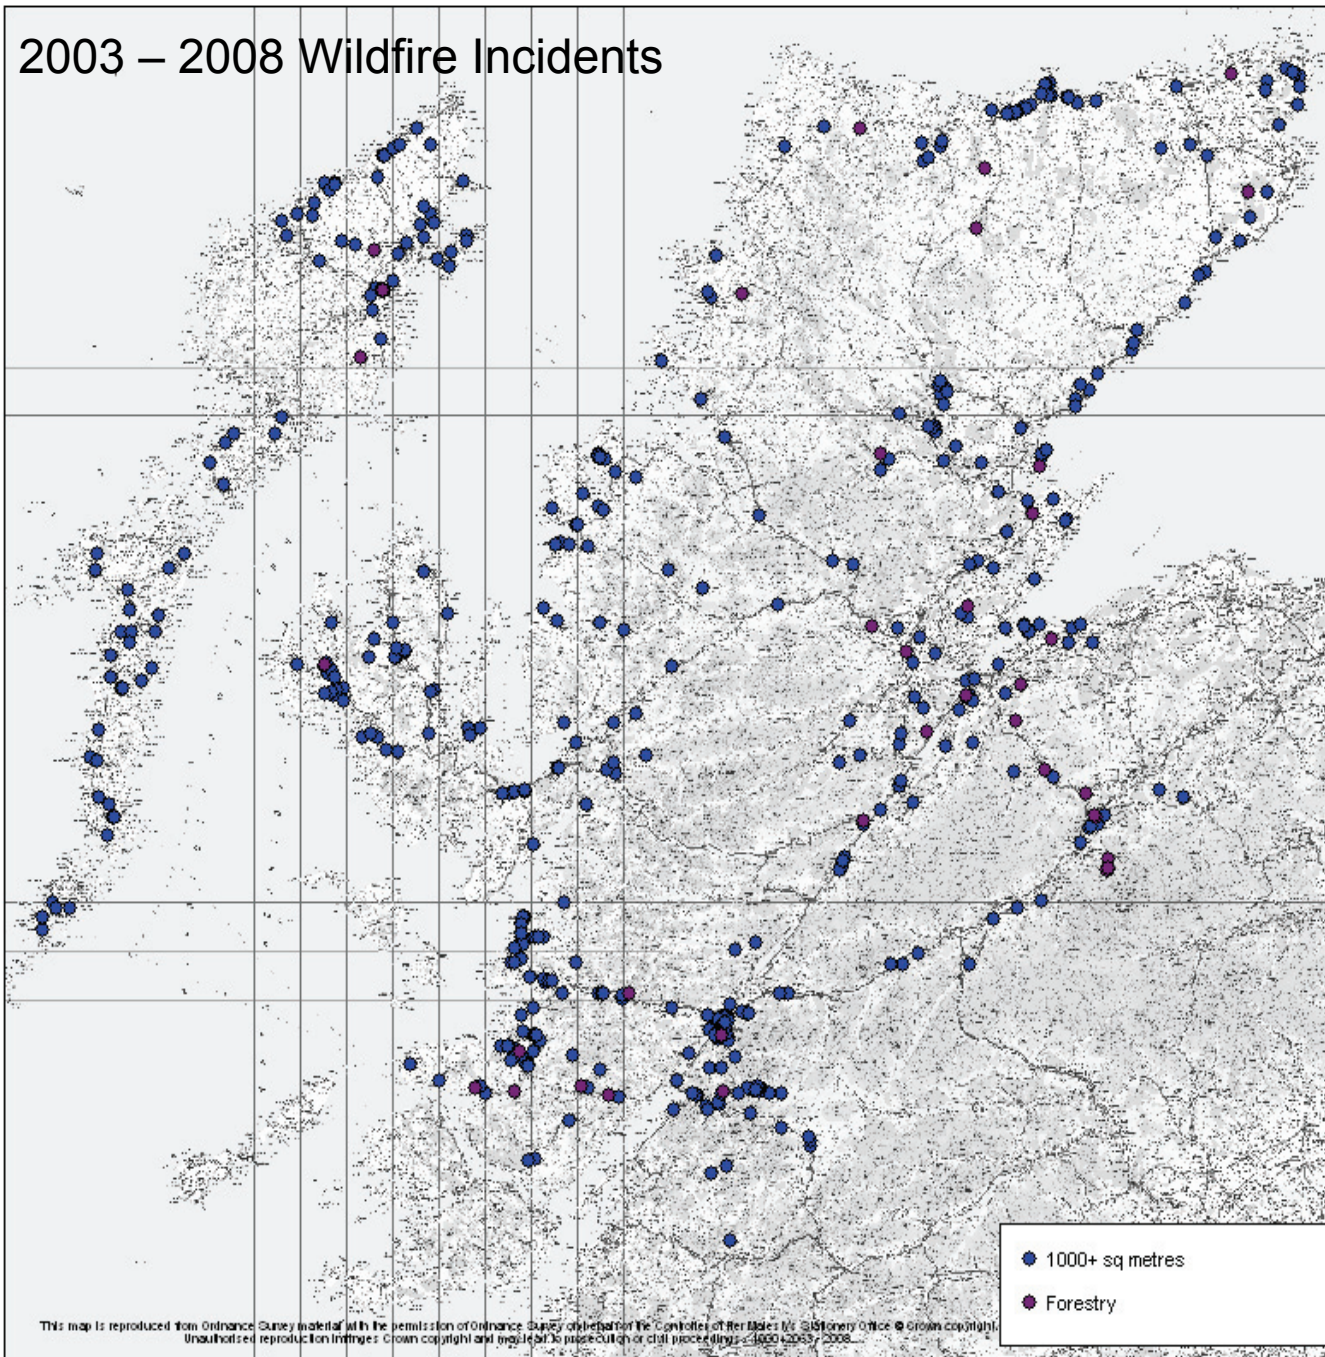 2003 – 2008 Wildfire Incidents
1000+ sq metres
Forestry
This map is reproduced from Ordnance Survey material with the permission of Ordnance Survey on behalf of the Controller of Her Majesty's Stationery Office © Crown copyright.
Unauthorised reproduction infringes Crown copyright and may lead to prosecution or civil proceedings
2008